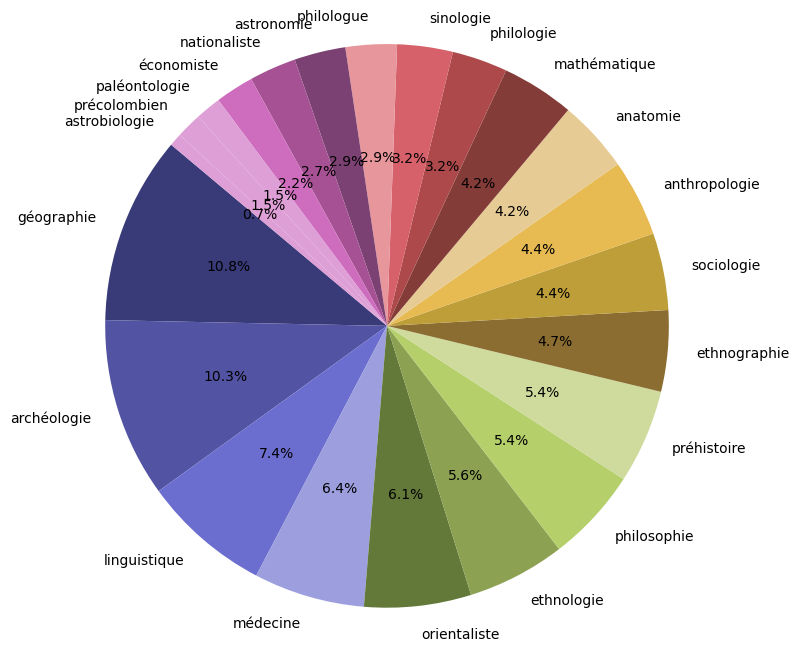 philologue
sinologie
astronomie
philologie
nationaliste
mathématique
économiste
paléontologie
précolombien
anatomie
astrobiologie
2.9%
3.2%
2.9%
3.2%
2.7%
4.2%
2.2%
anthropologie
1.5%
1.5%
4.2%
0.7%
géographie
4.4%
10.8%
sociologie
4.4%
4.7%
ethnographie
10.3%
5.4%
archéologie
5.4%
préhistoire
7.4%
5.6%
6.4%
6.1%
philosophie
linguistique
ethnologie
médecine
orientaliste